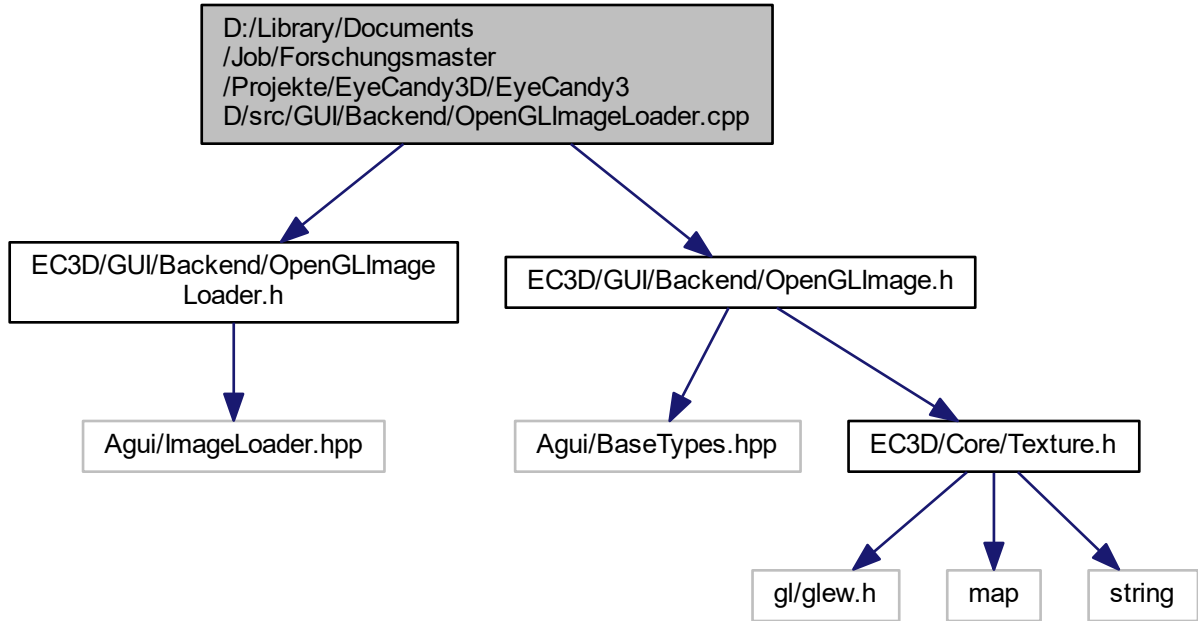 D:/Library/Documents
/Job/Forschungsmaster
/Projekte/EyeCandy3D/EyeCandy3
D/src/GUI/Backend/OpenGLImageLoader.cpp
EC3D/GUI/Backend/OpenGLImage
Loader.h
EC3D/GUI/Backend/OpenGLImage.h
Agui/ImageLoader.hpp
Agui/BaseTypes.hpp
EC3D/Core/Texture.h
gl/glew.h
map
string